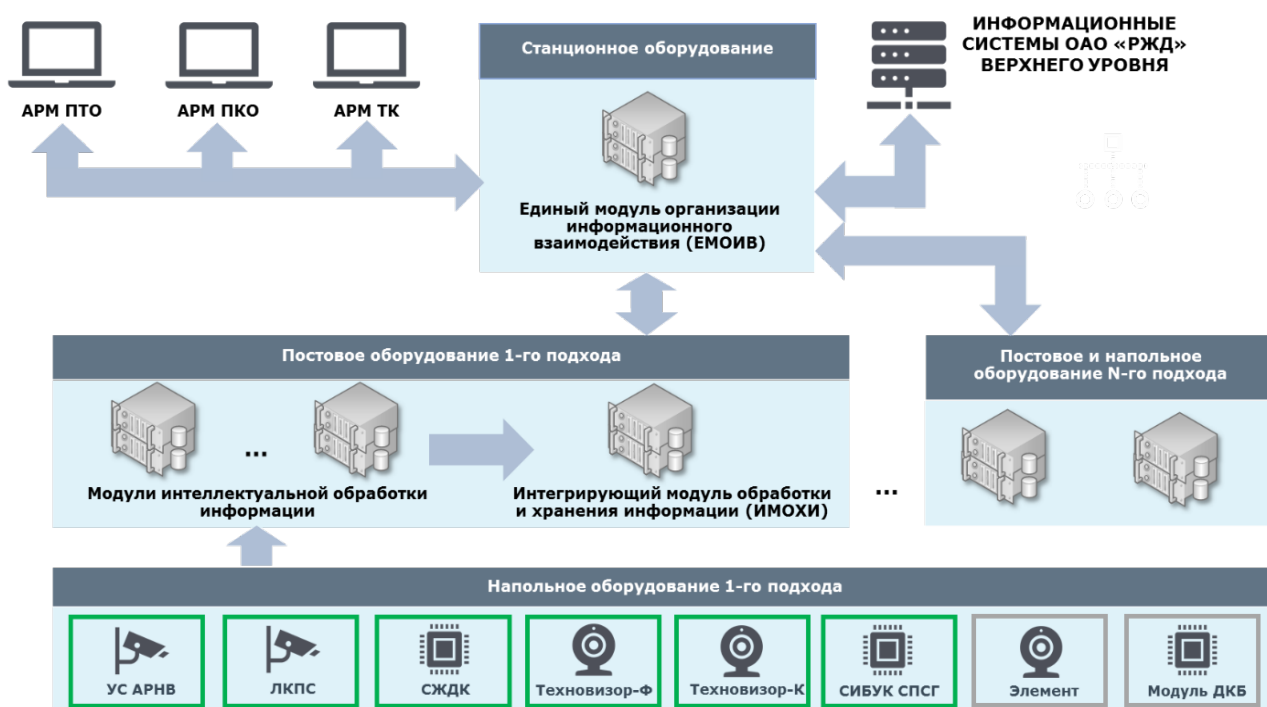 АРМ ПТО
АРМ ПКО
АРМ ТК
Станционное оборудование
Единый модуль организации
информационного
взаимодействия (ЕМОИВ)
ИНФОРМАЦИОННЫЕ
СИСТЕМЫ ОАО «РЖД»
ВЕРХНЕГО УРОВНЯ
Постовое оборудование 1-го подхода
...
Модули интеллектуальной обработки
информации
Интегрирующий модуль обработки
и хранения информации (ИМОХИ)
...
Постовое и напольное
оборудование N-го подхода
Напольное оборудование 1-го подхода
УС АРНВ
ЛКПС
СЖДК
Техновизор-Ф
Техновизор-К
СИБУК СПСГ
Элемент
Модуль ДКБ